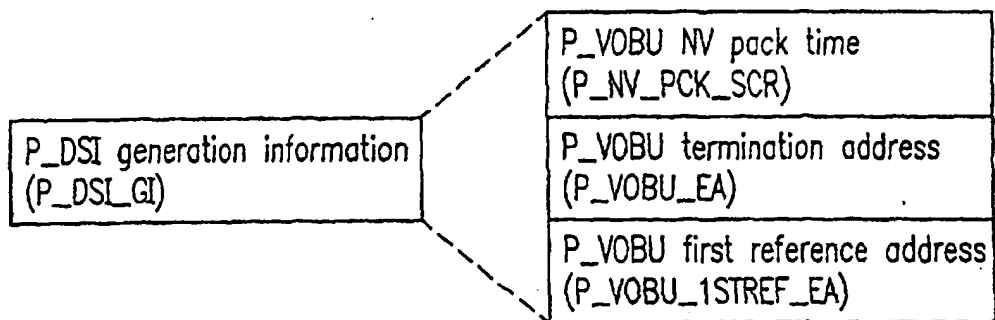 P_DSI generation information
(P_DSI_GI)
P_VOBU NV pack time
(P_NV_PCK_SCR)
P_VOBU termination address
(P_VOBU_EA)
P_VOBU first reference address
(P_VOBU_1STREF_EA)